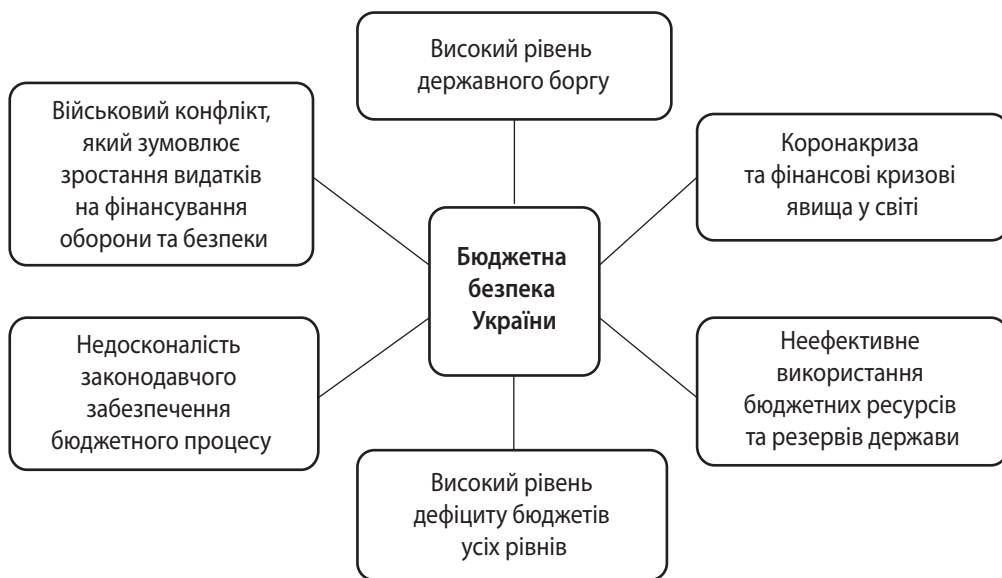 Високий рівень
державного боргу
Військовий конфлікт,
який зумовлює
зростання видатків
на фінансування
оборони та безпеки
Коронакриза
та фінансові кризові
явища у світі
Бюджетна
безпека
України
Недосконалість
законодавчого
забезпечення
бюджетного процесу
Неефективне
використання
бюджетних ресурсів
та резервів держави
Високий рівень
дефіциту бюджетів
усіх рівнів